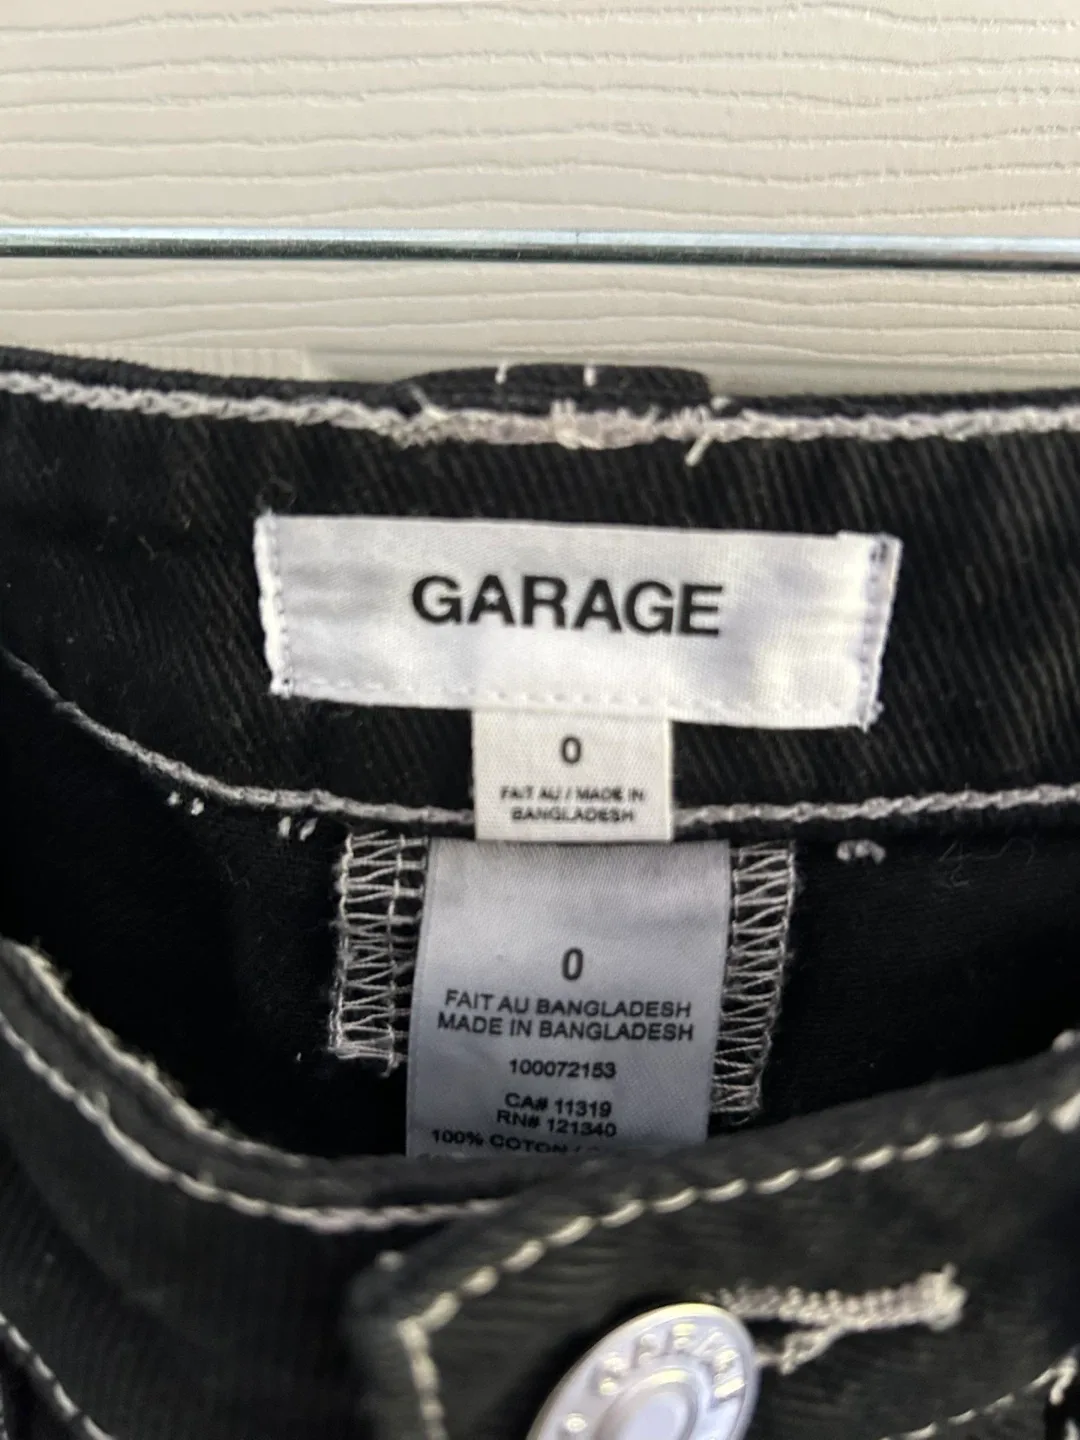 GARAGE
0
FAIT AU / MADE IN
BANGLADESH
0
FAIT AU BANGLADESH
MADE IN BANGLADESH
100072153
CA# 11319
RN# 121340
100% COTON /